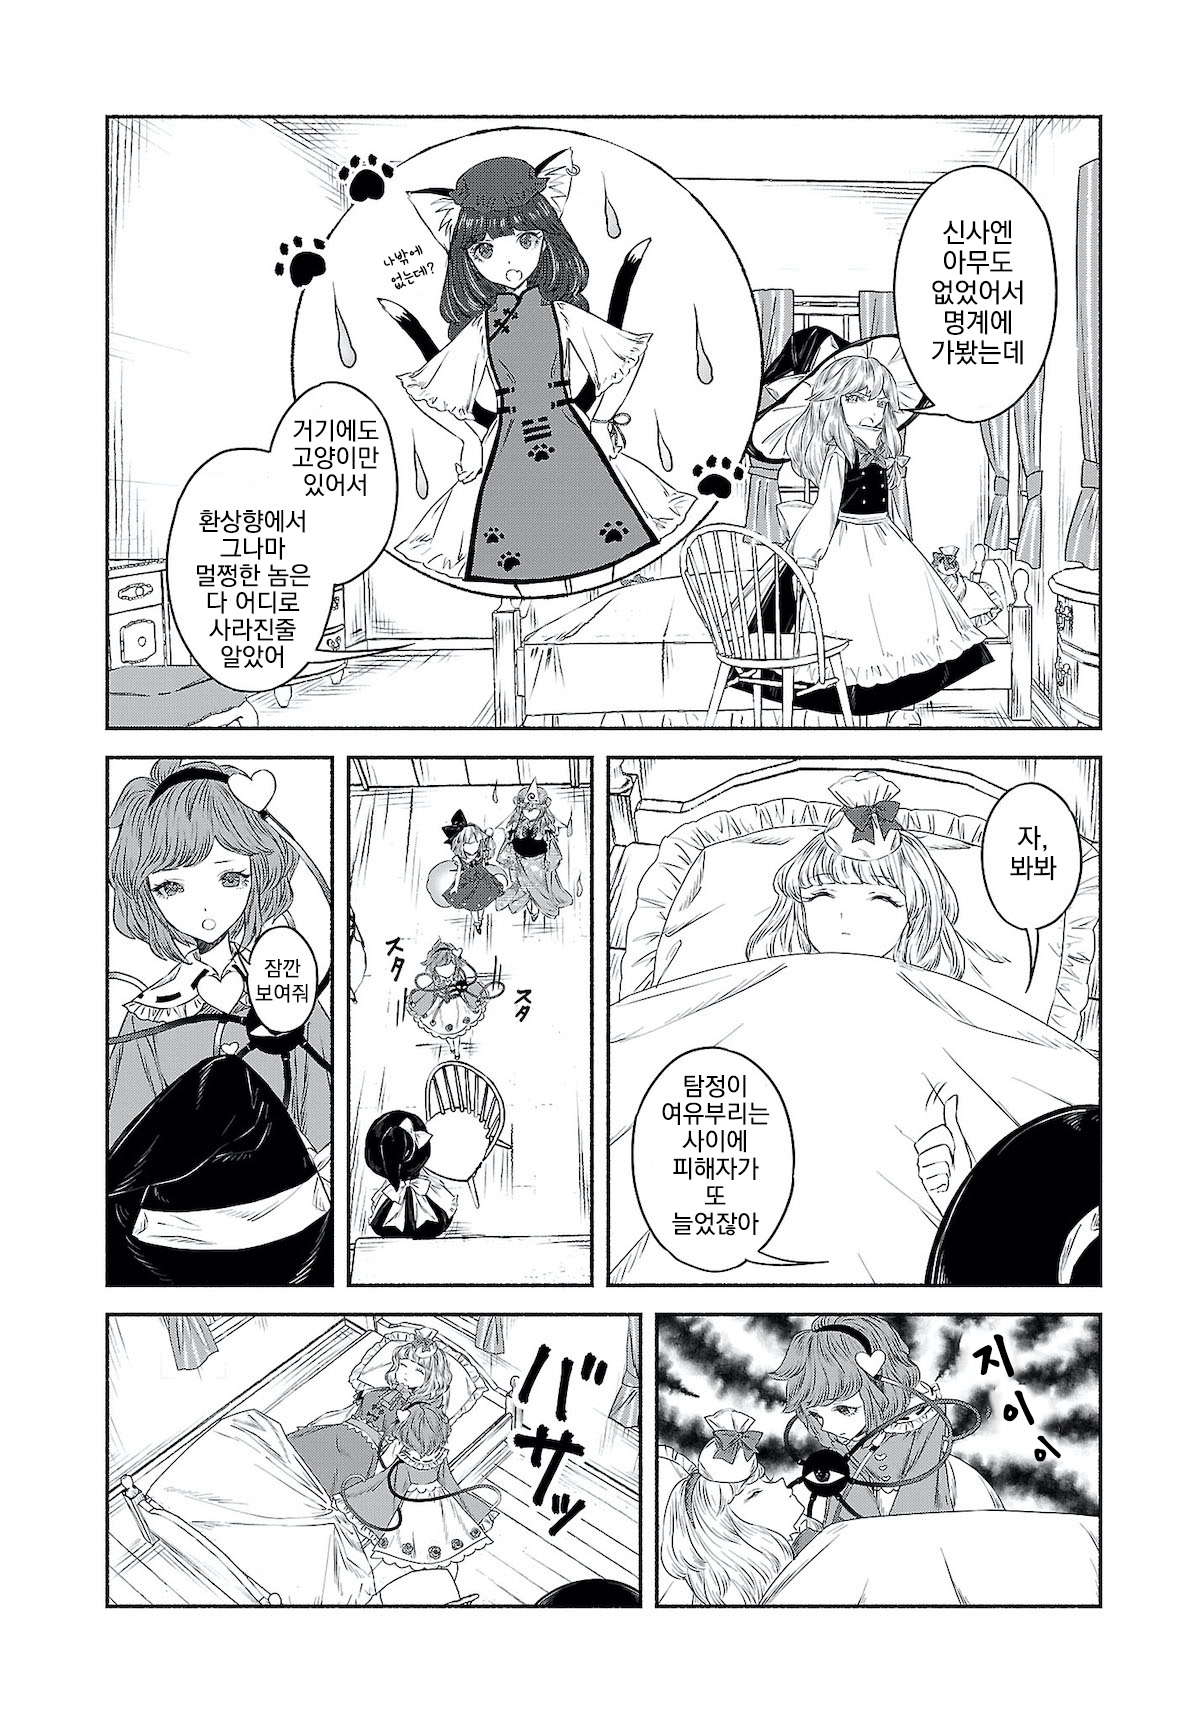 신사엔
아무도
없었어서
명계에
가봤는데
나밖에
없는데?
거기에도
고양이만
있어서
환상향에서
그나마
멀쩡한 놈은
다 어디로
사라진줄
알았어
자,
봐봐
탐정이
여유부리는
사이에
피해자가
또
늘었잖아
スタ
スタ
잠깐
보여줘
지이이
バサッ